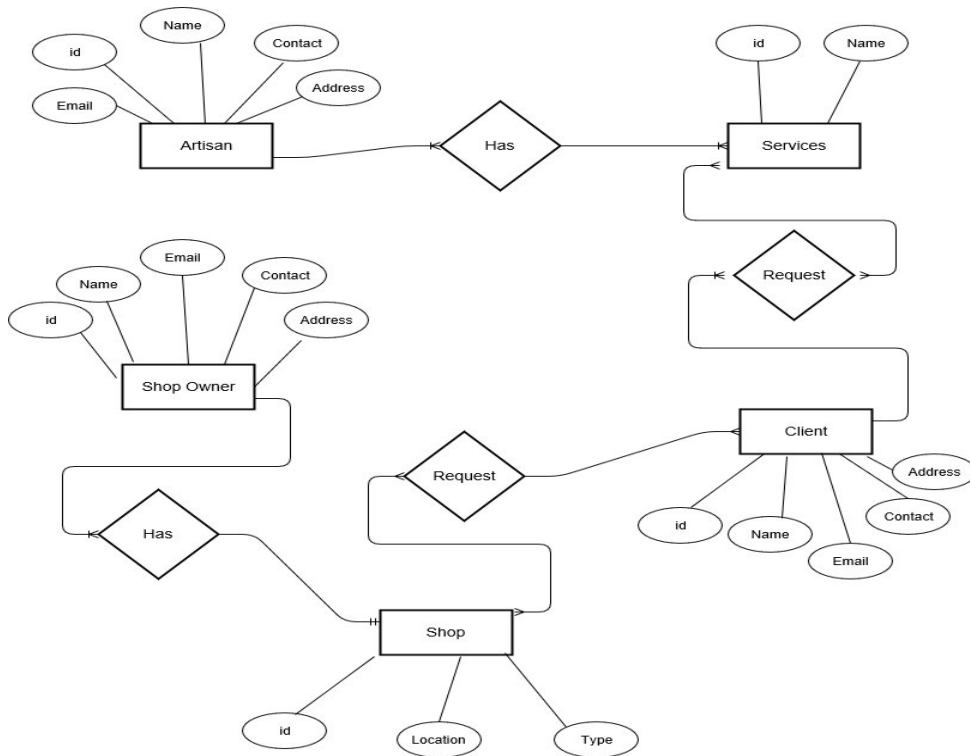 Name
id
Contact
Email
Address
Artisan
Has
id
Name
Services
Request
Email
Name
Contact
id
Address
Shop Owner
Has
Request
Client
Address
id
Name
Contact
Email
Shop
id
Location
Type